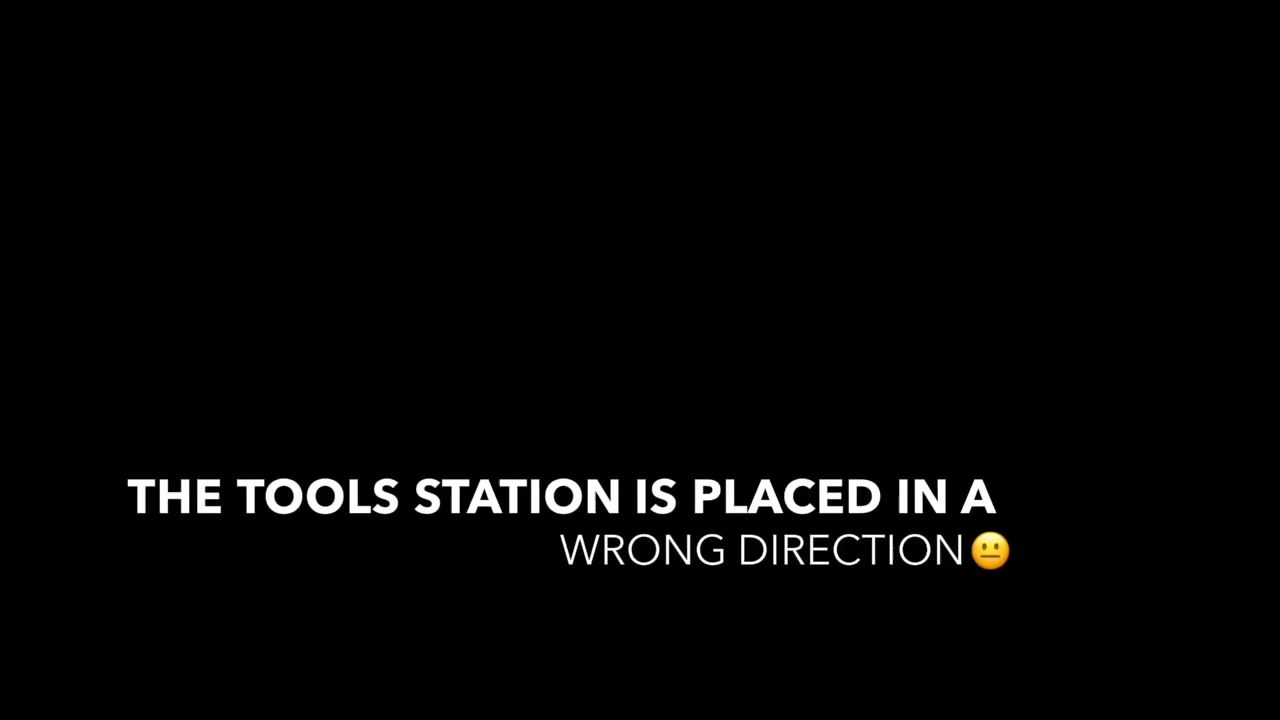 THE TOOLS STATION IS PLACED IN A
WRONG DIRECTION😐